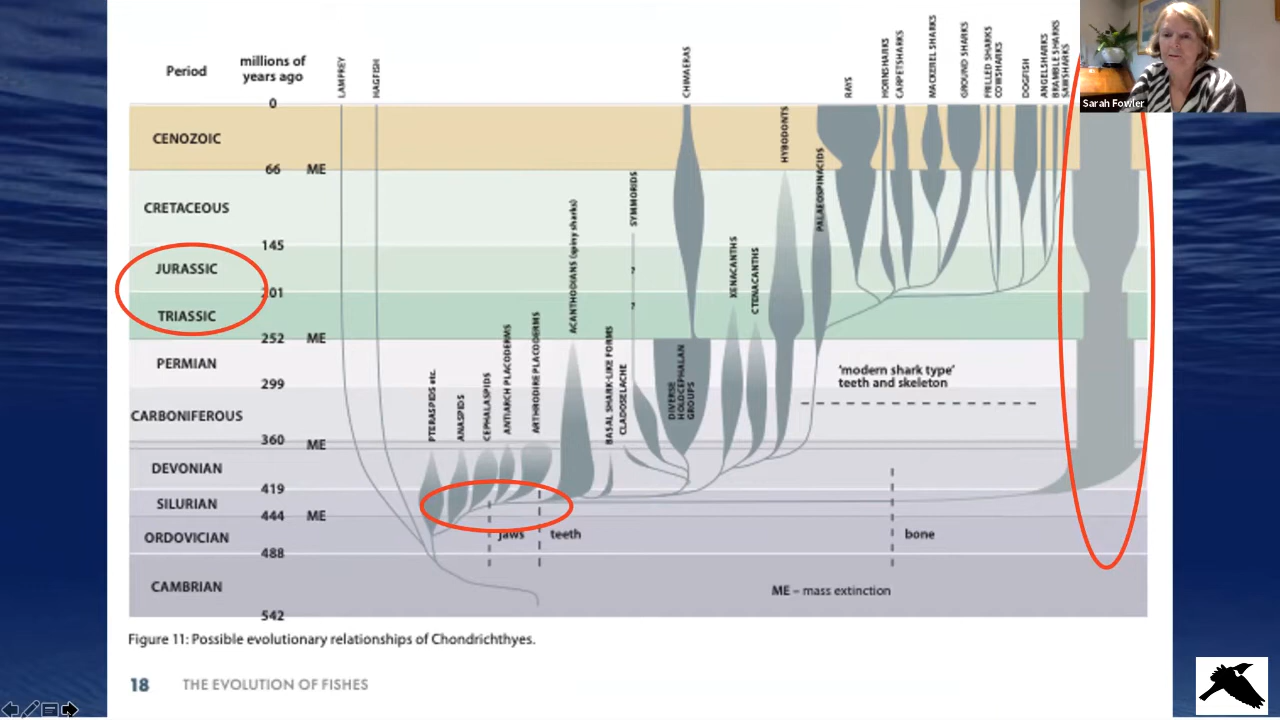 Period
millions of
years ago
LAMPREY
HAGFISH
CHIMAERAS
RAYS
HORNSHARKS
CARPETSHARKS
MACKEREL SHARKS
GROUND SHARKS
FRILLED SHARKS
COWSHARKS
DOGFISH
ANGELSHARKS
BRAMBLE SHARKS
SAWSHARKS
Sarah Fowler
0
CENOZOIC
66 ME
CRETACEOUS
145
JURASSIC
201
TRIASSIC
252 ME
PERMIAN
299
CARBONIFEROUS
360 ME
DEVONIAN
419
SILURIAN
444 ME
ORDOVICIAN
488
CAMBRIAN
542
PTERASPIDS etc.
ANASPIDS
CEPHALASPIDS
ANTIARCH PLACODERMS
ARTHRODIRE PLACODERMS
ACANTHODIANS (spiny sharks)
BASAL SHARK-LIKE FORMS
CLADOSELACHE
SYMMORIDS
?
?
DIVERSE
HOLOCEPHALAN
GROUPS
XENACANTHS
CTENACANTHS
HYBODONTS
PALAEOSPINACIDS
'modern shark type'
teeth and skeleton
jaws
teeth
bone
ME – mass extinction
Figure 11: Possible evolutionary relationships of Chondrichthyes.
18 THE EVOLUTION OF FISHES